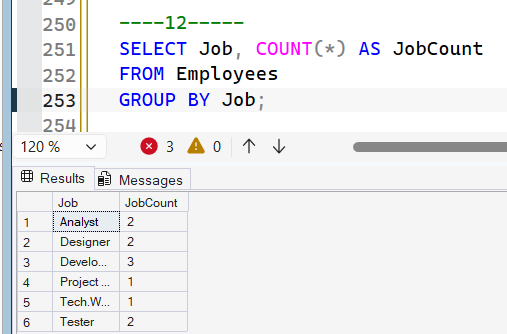 250
----12-----
251
SELECT Job, COUNT(*) AS JobCount
252
FROM Employees
253
GROUP BY Job;
254
120 %
3
0
Results
Messages
Job JobCount
1 Analyst 2
2 Designer 2
3 Develo... 3
4 Project ... 1
5 Tech.W... 1
6 Tester 2